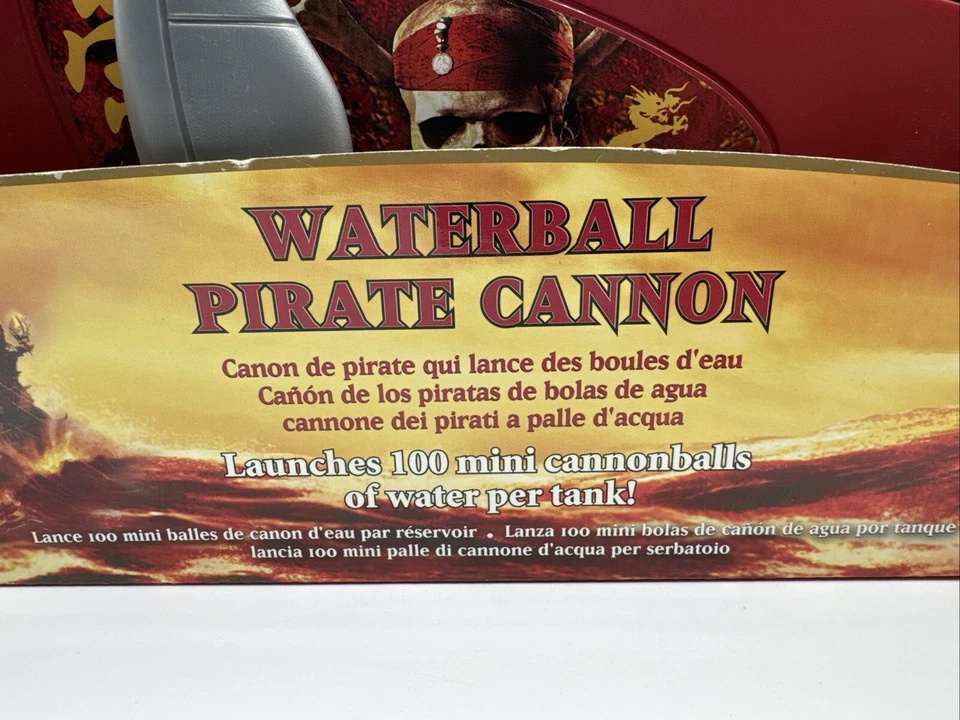 WATERBALL
PIRATE CANNON
Canon de pirate qui lance des boules d'eau
Cañón de los piratas de bolas de agua
cannone dei pirati a palle d'acqua
Launches 100 mini cannonballs
of water per tank!
Lance 100 mini balles de canon d'eau par réservoir • Lanza 100 mini bolas de cañón de agua por tanque
lancia 100 mini palle di cannone d'acqua per serbatoio